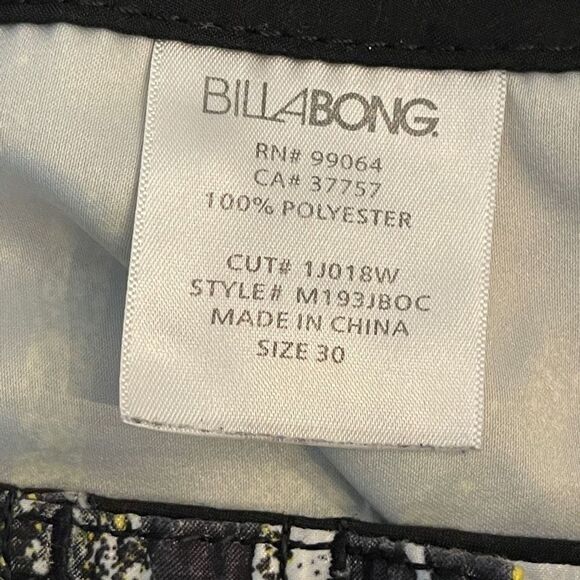 BILLABONG.
RN# 99064
CA# 37757
100% POLYESTER
CUT# 1J018W
STYLE# M193JBOC
MADE IN CHINA
SIZE 30